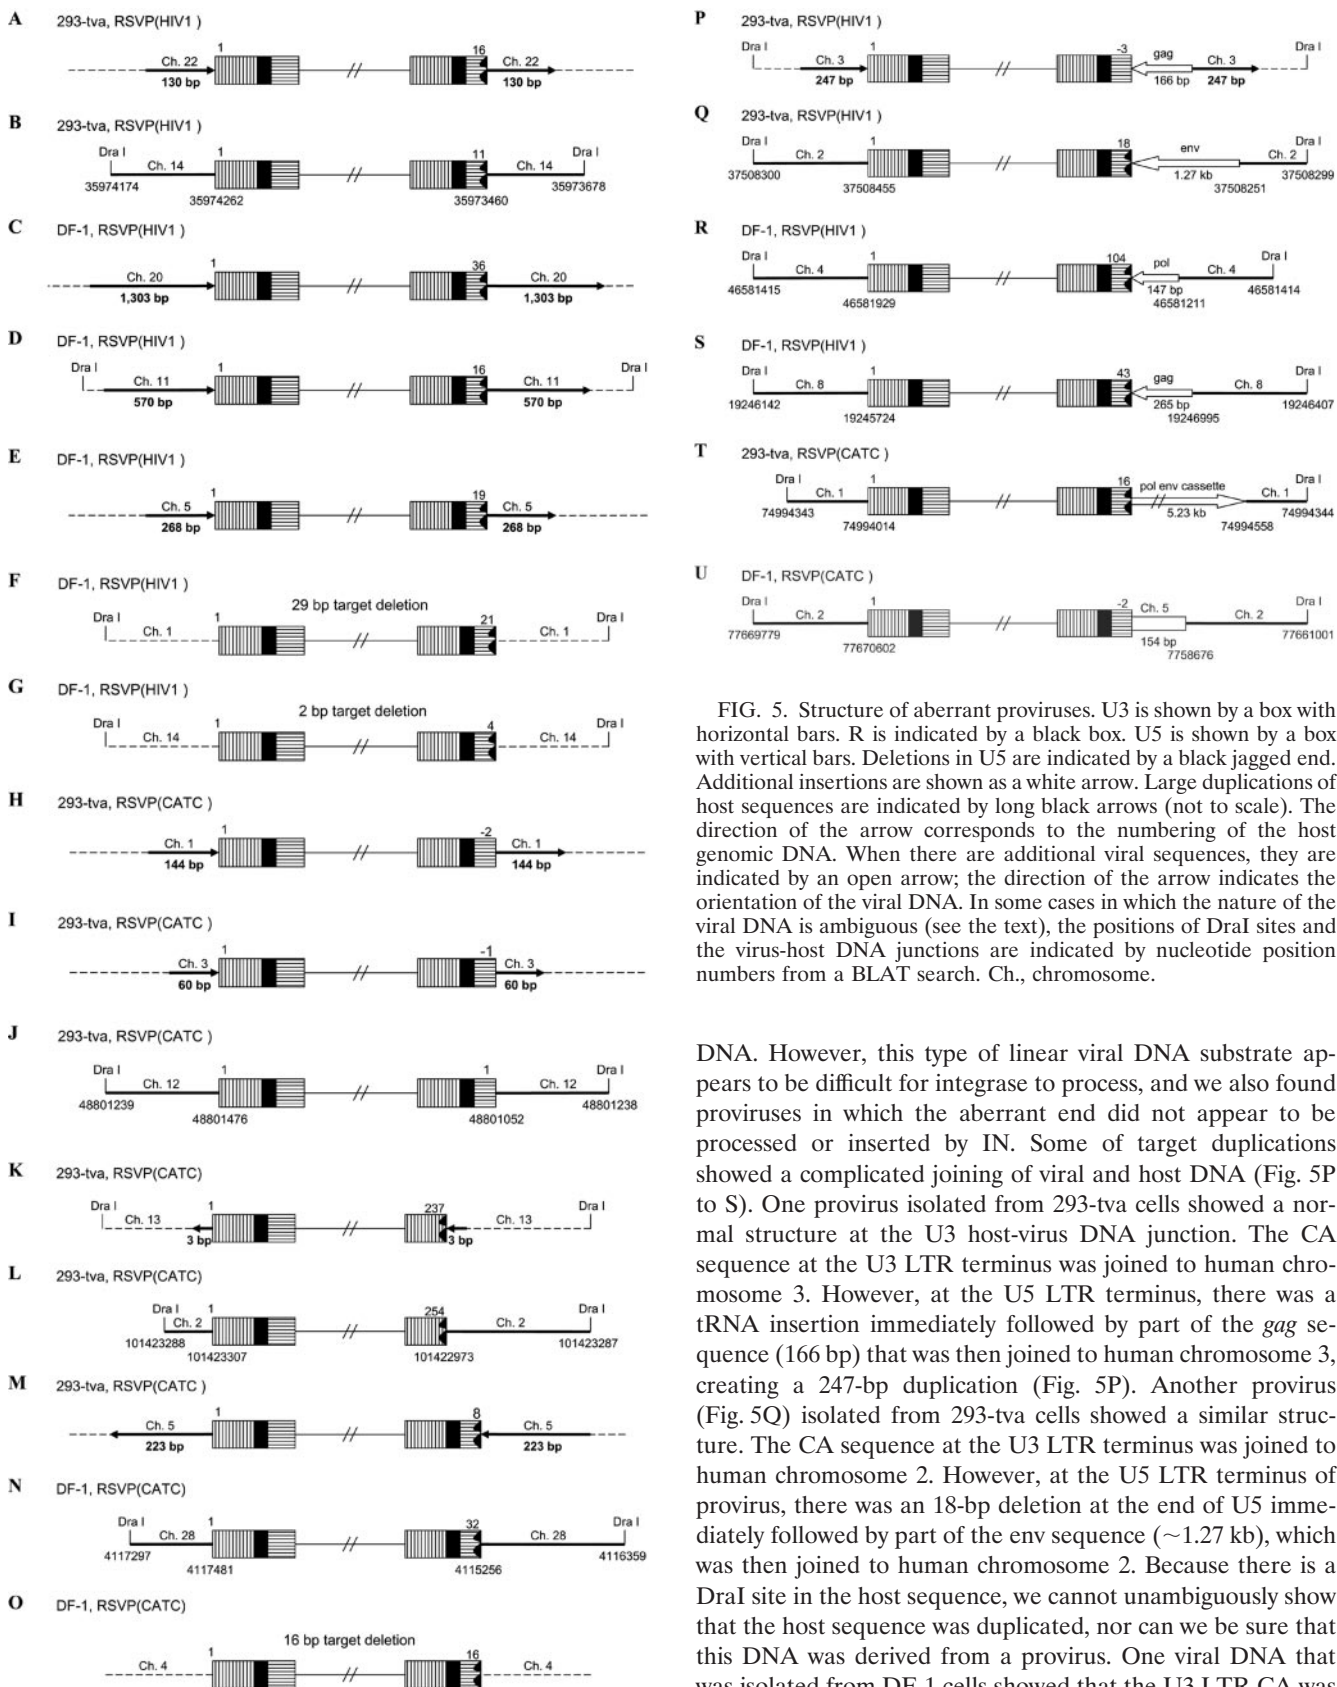 A 293-tva, RSVP(HIV1 )
1
16
Ch. 22
Ch. 22
130 bp
130 bp
B 293-tva, RSVP(HIV1 )
Dra I
Ch. 14
1
11
Ch. 14
Dra I
35974174
35974262
35973460
35973678
C DF-1, RSVP(HIV1 )
1
36
Ch. 20
Ch. 20
1,303 bp
1,303 bp
D DF-1, RSVP(HIV1 )
Dra I
1
16
Dra I
Ch. 11
Ch. 11
570 bp
570 bp
E DF-1, RSVP(HIV1 )
1
19
Ch. 5
Ch. 5
268 bp
268 bp
F DF-1, RSVP(HIV1 )
29 bp target deletion
Dra I
1
21
Dra I
Ch. 1
Ch. 1
G DF-1, RSVP(HIV1 )
2 bp target deletion
Dra I
1
4
Dra I
Ch. 14
Ch. 14
H 293-tva, RSVP(CATC )
1
-2
Ch. 1
Ch. 1
144 bp
144 bp
I 293-tva, RSVP(CATC )
1
-1
Ch. 3
Ch. 3
60 bp
60 bp
J 293-tva, RSVP(CATC )
Dra I
1
1
Dra I
Ch. 12
Ch. 12
48801239
48801476
48801052
48801238
K 293-tva, RSVP(CATC)
Dra I
1
237
Dra I
Ch. 13
Ch. 13
3 bp
3 bp
L 293-tva, RSVP(CATC)
Dra I
1
254
Dra I
Ch. 2
Ch. 2
101423288
101423307
101422973
101423287
M 293-tva, RSVP(CATC )
1
8
Ch. 5
Ch. 5
223 bp
223 bp
N DF-1, RSVP(CATC)
Dra I
1
32
Dra I
Ch. 28
Ch. 28
4117297
4117481
4115256
4116359
O DF-1, RSVP(CATC)
16 bp target deletion
1
16
Ch. 4
Ch. 4
P 293-tva, RSVP(HIV1 )
Dra I
1
-3
gag
Dra I
Ch. 3
Ch. 3
247 bp
166 bp
247 bp
Q 293-tva, RSVP(HIV1 )
Dra I
1
18
env
Dra I
Ch. 2
Ch. 2
37508300
37508455
1.27 kb
37508251
37508299
R DF-1, RSVP(HIV1 )
Dra I
1
104
pol
Dra I
Ch. 4
Ch. 4
46581415
46581929
147 bp
46581211
46581414
S DF-1, RSVP(HIV1 )
Dra I
1
43
gag
Dra I
Ch. 8
Ch. 8
19246142
19245724
265 bp
19246995
19246407
T 293-tva, RSVP(CATC )
Dra I
1
16
pol env cassette
Dra I
Ch. 1
Ch. 1
74994343
74994014
5.23 kb
74994558
74994344
U DF-1, RSVP(CATC )
Dra I
1
-2
Ch. 5
Dra I
Ch. 2
Ch. 2
77669779
77670602
154 bp
7758676
77661001
FIG. 5. Structure of aberrant proviruses. U3 is shown by a box with
horizontal bars. R is indicated by a black box. U5 is shown by a box
with vertical bars. Deletions in U5 are indicated by a black jagged end.
Additional insertions are shown as a white arrow. Large duplications of
host sequences are indicated by long black arrows (not to scale). The
direction of the arrow corresponds to the numbering of the host
genomic DNA. When there are additional viral sequences, they are
indicated by an open arrow; the direction of the arrow indicates the
orientation of the viral DNA. In some cases in which the nature of the
viral DNA is ambiguous (see the text), the positions of DraI sites and
the virus-host DNA junctions are indicated by nucleotide position
numbers from a BLAT search. Ch., chromosome.
DNA. However, this type of linear viral DNA substrate ap-
pears to be difficult for integrase to process, and we also found
proviruses in which the aberrant end did not appear to be
processed or inserted by IN. Some of target duplications
showed a complicated joining of viral and host DNA (Fig. 5P
to S). One provirus isolated from 293-tva cells showed a nor-
mal structure at the U3 host-virus DNA junction. The CA
sequence at the U3 LTR terminus was joined to human chro-
mosome 3. However, at the U5 LTR terminus, there was a
tRNA insertion immediately followed by part of the gag se-
quence (166 bp) that was then joined to human chromosome 3,
creating a 247-bp duplication (Fig. 5P). Another provirus
(Fig. 5Q) isolated from 293-tva cells showed a similar struc-
ture. The CA sequence at the U3 LTR terminus was joined to
human chromosome 2. However, at the U5 LTR terminus of
provirus, there was an 18-bp deletion at the end of U5 imme-
diately followed by part of the env sequence (~1.27 kb), which
was then joined to human chromosome 2. Because there is a
DraI site in the host sequence, we cannot unambiguously show
that the host sequence was duplicated, nor can we be sure that
this DNA was derived from a provirus. One viral DNA that
was isolated from DF-1 cells showed that the U3 LTR CA was